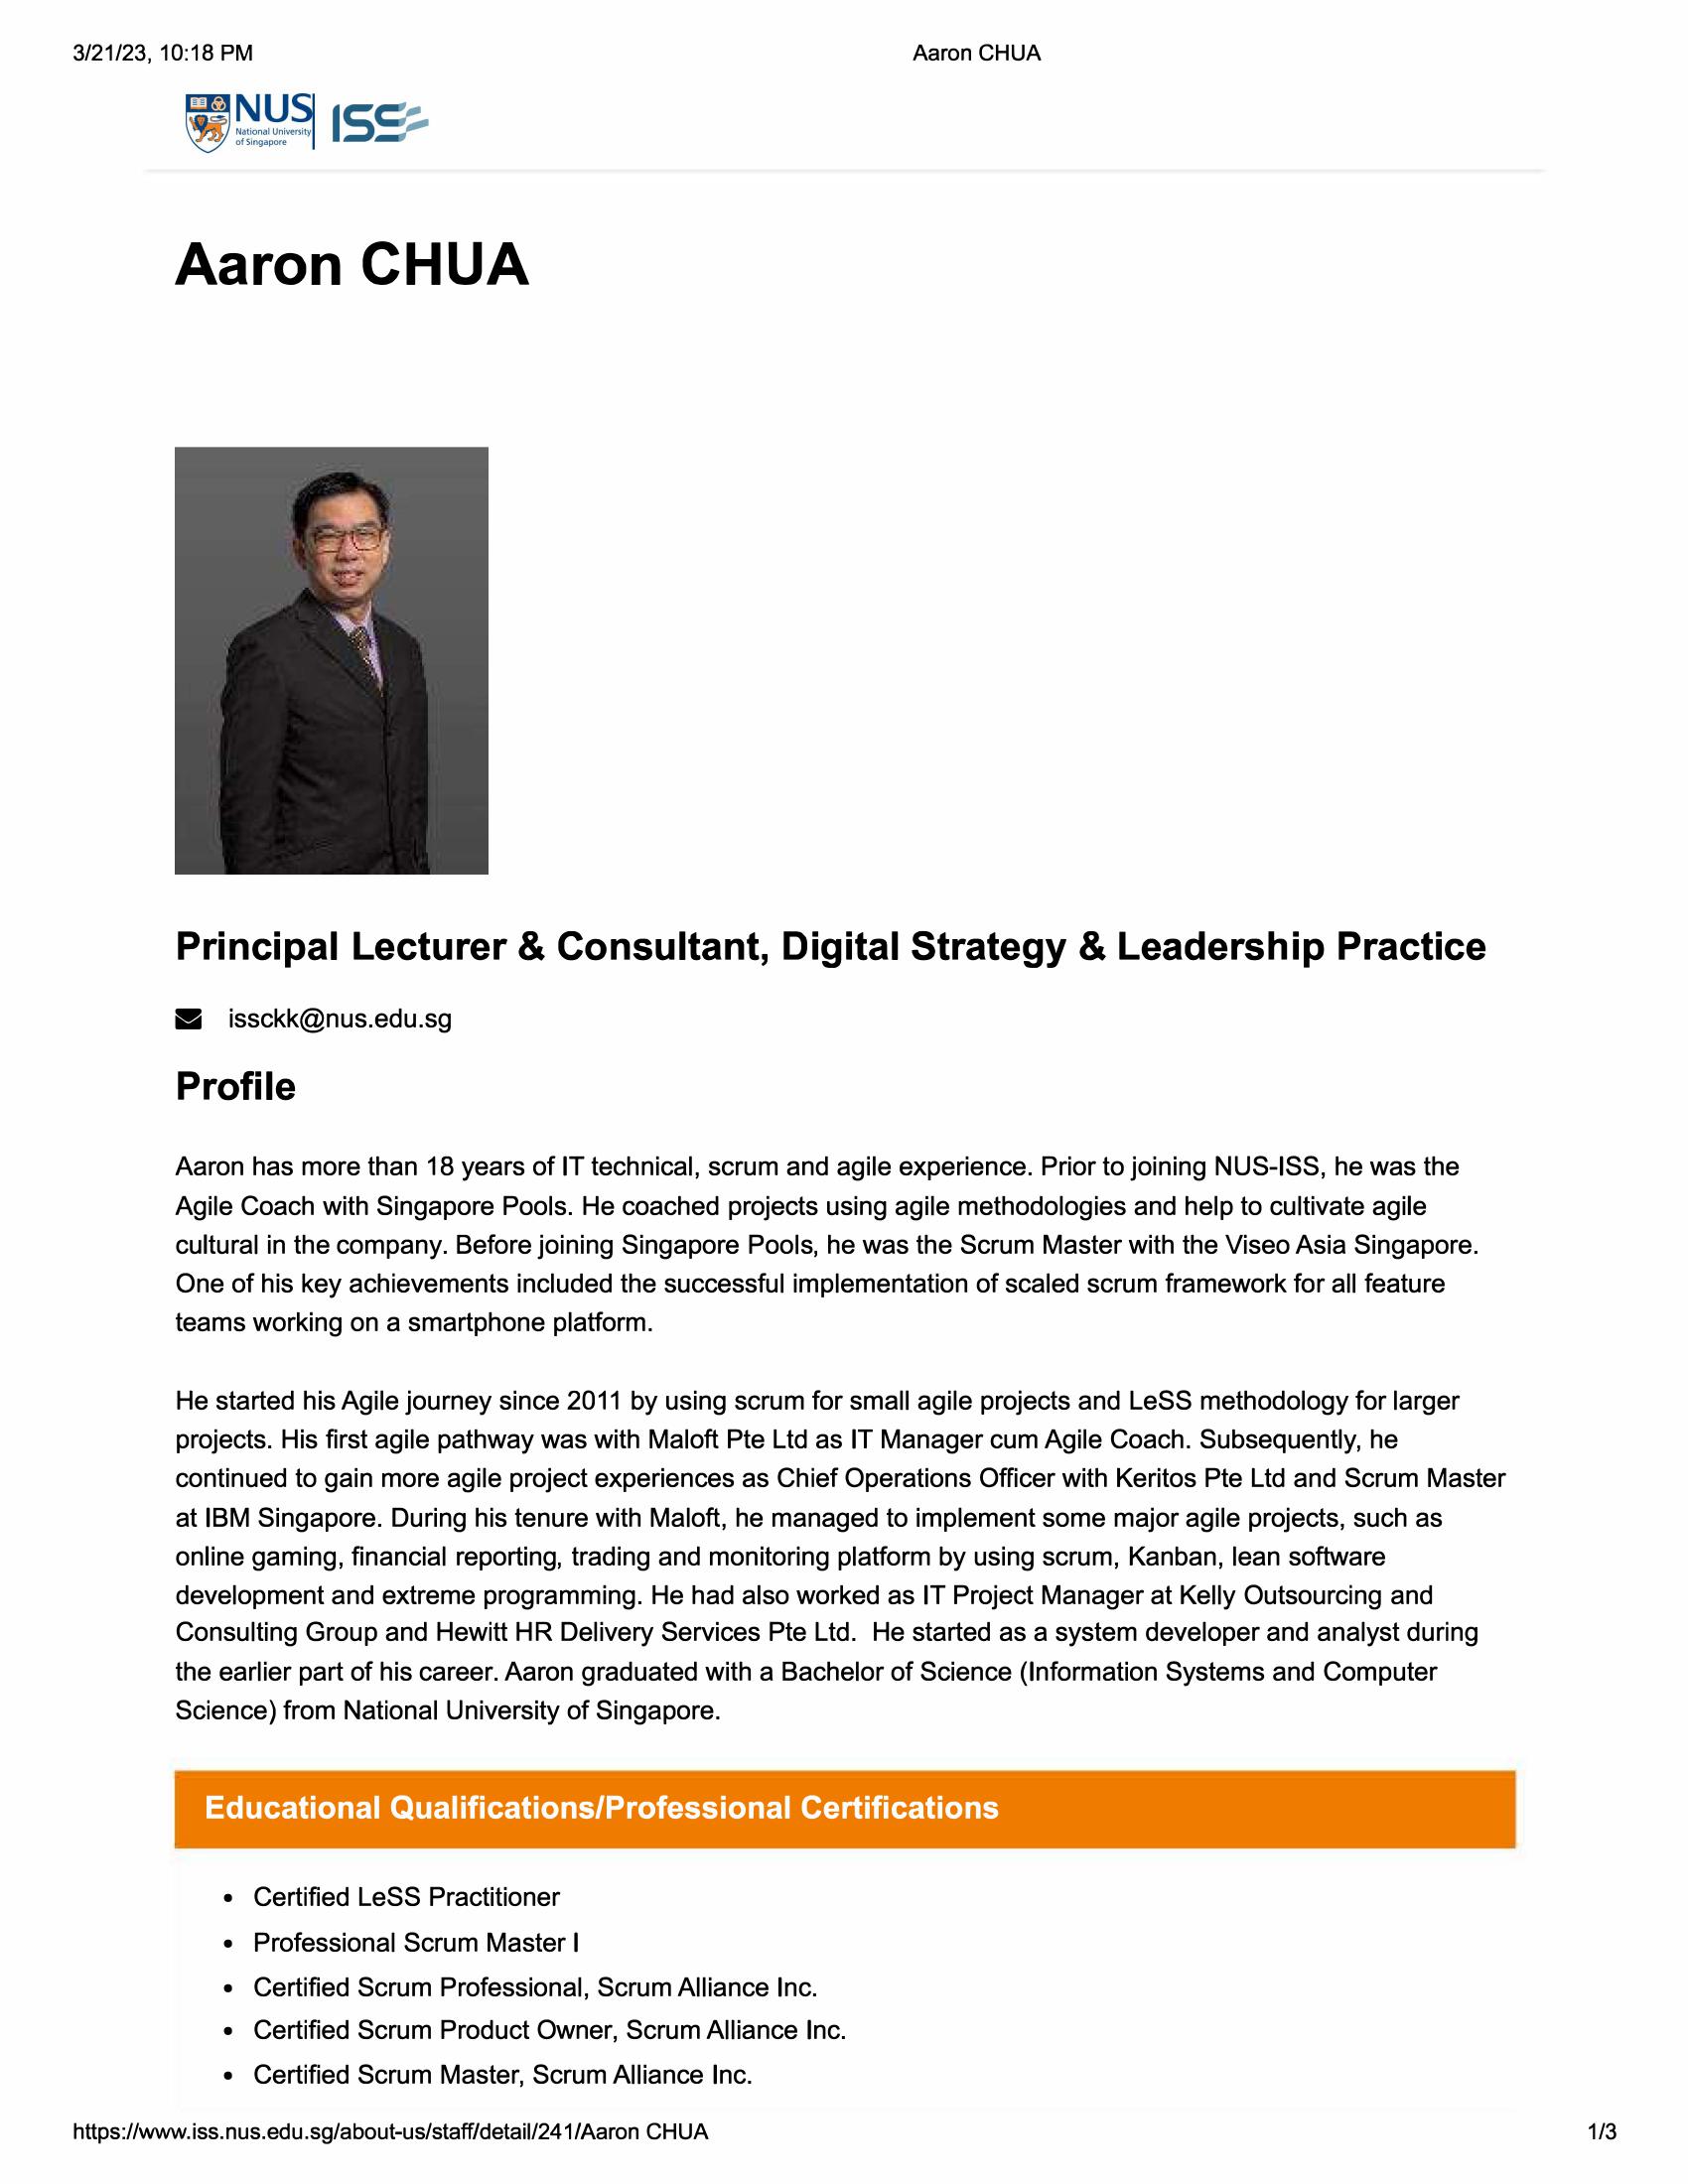 3/21/23, 10:18 PM
Aaron CHUA
NUS
National University
of Singapore
ISS
Aaron CHUA
Principal Lecturer & Consultant, Digital Strategy & Leadership Practice
issckk@nus.edu.sg
Profile
Aaron has more than 18 years of IT technical, scrum and agile experience. Prior to joining NUS-ISS, he was the
Agile Coach with Singapore Pools. He coached projects using agile methodologies and help to cultivate agile
cultural in the company. Before joining Singapore Pools, he was the Scrum Master with the Viseo Asia Singapore.
One of his key achievements included the successful implementation of scaled scrum framework for all feature
teams working on a smartphone platform.
He started his Agile journey since 2011 by using scrum for small agile projects and LeSS methodology for larger
projects. His first agile pathway was with Maloft Pte Ltd as IT Manager cum Agile Coach. Subsequently, he
continued to gain more agile project experiences as Chief Operations Officer with Keritos Pte Ltd and Scrum Master
at IBM Singapore. During his tenure with Maloft, he managed to implement some major agile projects, such as
online gaming, financial reporting, trading and monitoring platform by using scrum, Kanban, lean software
development and extreme programming. He had also worked as IT Project Manager at Kelly Outsourcing and
Consulting Group and Hewitt HR Delivery Services Pte Ltd.  He started as a system developer and analyst during
the earlier part of his career. Aaron graduated with a Bachelor of Science (Information Systems and Computer
Science) from National University of Singapore.
Educational Qualifications/Professional Certifications
• Certified LeSS Practitioner
• Professional Scrum Master I
• Certified Scrum Professional, Scrum Alliance Inc.
• Certified Scrum Product Owner, Scrum Alliance Inc.
• Certified Scrum Master, Scrum Alliance Inc.
https://www.iss.nus.edu.sg/about-us/staff/detail/241/Aaron CHUA
1/3